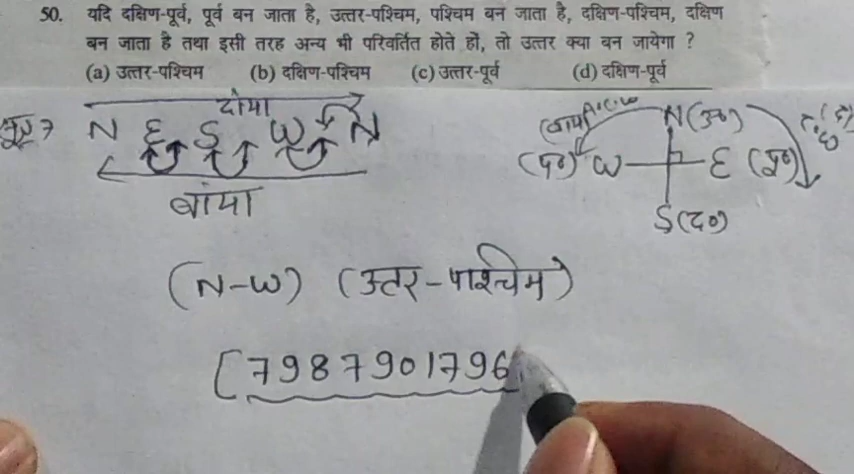 50. यदि दक्षिण-पूर्व, पूर्व बन जाता है, उत्तर-पश्चिम, पश्चिम बन जाता है, दक्षिण-पश्चिम, दक्षिण
बन जाता है तथा इसी तरह अन्य भी परिवर्तित होते हों, तो उत्तर क्या बन जायेगा ?
(a) उत्तर-पश्चिम (b) दक्षिण-पश्चिम (c) उत्तर-पूर्व (d) दक्षिण-पूर्व
दांया
N E S W N
बांया
N (उ०)
(प०) W E (पू०)
S (द०)
(N-W) (उत्तर-पाश्चिम)
[7987901796